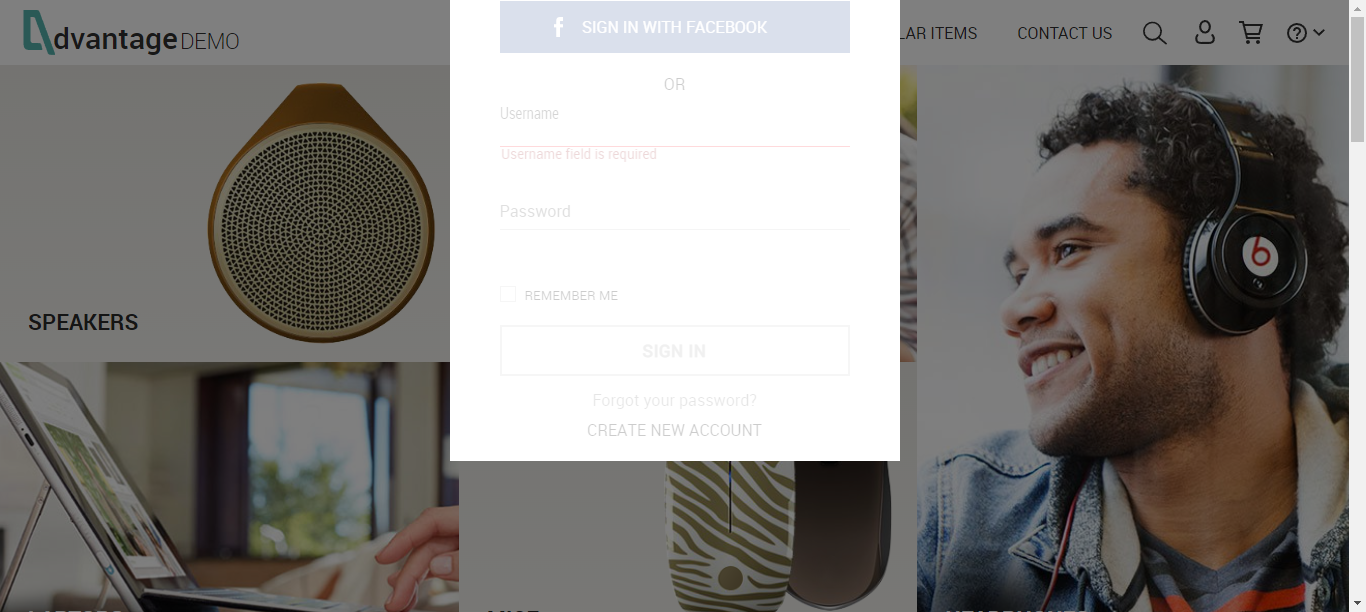 dvantage DEMO
SIGN IN WITH FACEBOOK
LAR ITEMS
CONTACT US
OR
Username
Username field is required
Password
REMEMBER ME
SIGN IN
Forgot your password?
CREATE NEW ACCOUNT
SPEAKERS